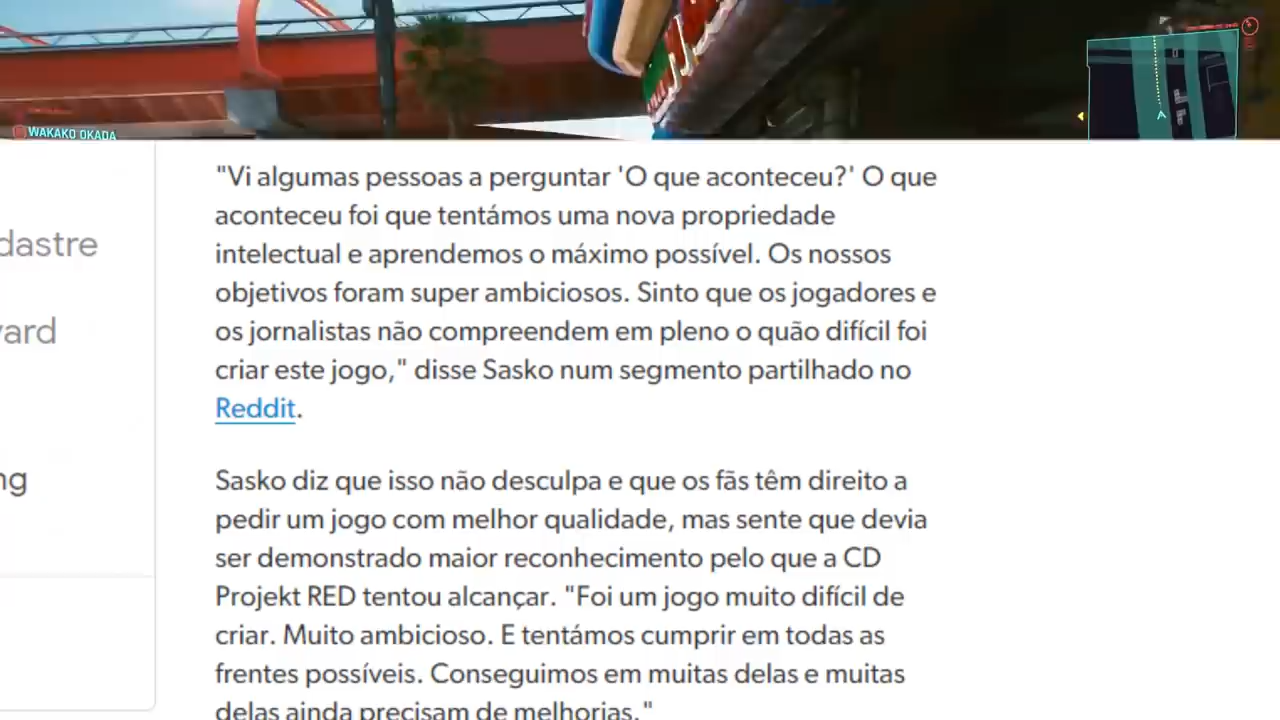 WAKAKO OKADA
"Vi algumas pessoas a perguntar 'O que aconteceu?' O que
aconteceu foi que tentámos uma nova propriedade
dastre
intelectual e aprendemos o máximo possível. Os nossos
objetivos foram super ambiciosos. Sinto que os jogadores e
vard
os jornalistas não compreendem em pleno o quão difícil foi
criar este jogo," disse Sasko num segmento partilhado no
Reddit.
ng
Sasko diz que isso não desculpa e que os fãs têm direito a
pedir um jogo com melhor qualidade, mas sente que devia
ser demonstrado maior reconhecimento pelo que a CD
Projekt RED tentou alcançar. "Foi um jogo muito difícil de
criar. Muito ambicioso. E tentámos cumprir em todas as
frentes possíveis. Conseguimos em muitas delas e muitas
delas ainda precisam de melhorias."